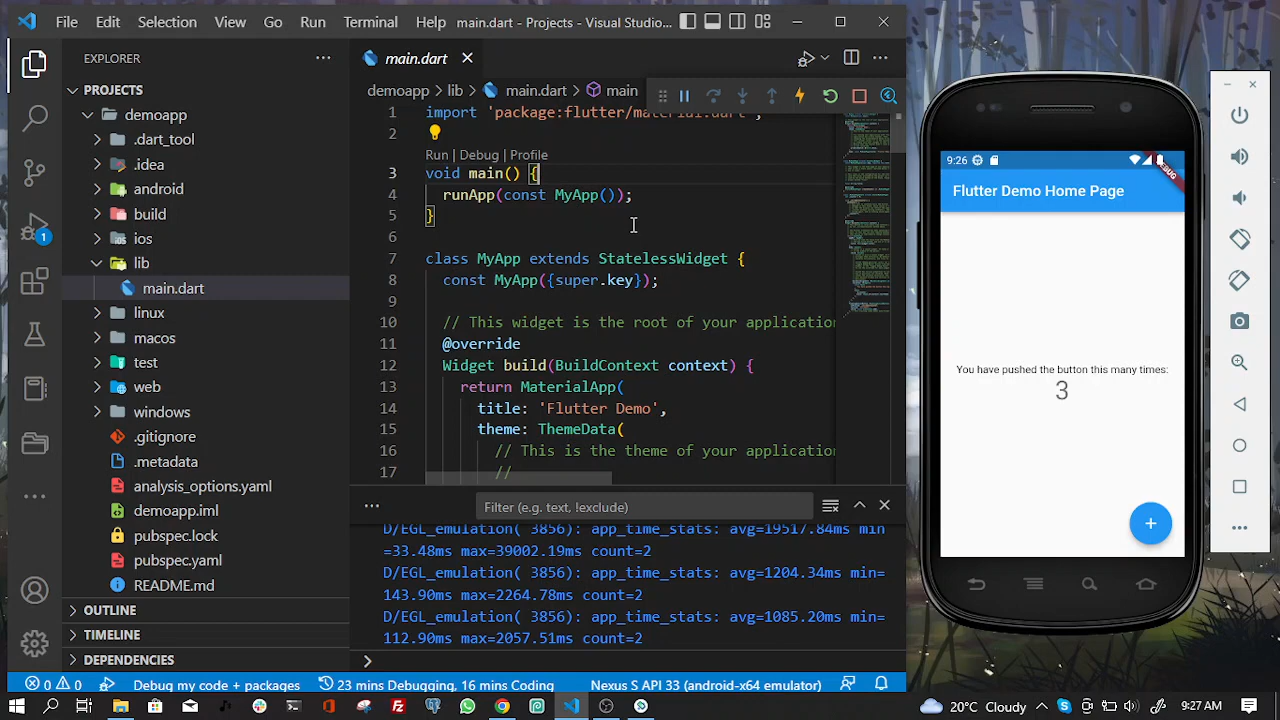 File Edit Selection View Go Run Terminal Help main.dart - Projects - Visual Studio...
EXPLORER
PROJECTS
demoapp
.dart_tool
.idea
android
build
ios
lib
main.dart
linux
macos
test
web
windows
.gitignore
.metadata
analysis_options.yaml
demoapp.iml
pubspec.lock
pubspec.yaml
README.md
OUTLINE
TIMELINE
DEPENDENCIES
1
main.dart
demoapp > lib > main.dart > main
1 import 'package:flutter/material.dart';
2
Run | Debug | Profile
3 void main() {
4 runApp(const MyApp());
5 }
6
7 class MyApp extends StatelessWidget {
8 const MyApp({super.key});
9
10 // This widget is the root of your application
11 @override
12 Widget build(BuildContext context) {
13 return MaterialApp(
14 title: 'Flutter Demo',
15 theme: ThemeData(
16 // This is the theme of your application
17 //
Filter (e.g. text, !exclude)
D/EGL_emulation( 3856): app_time_stats: avg=19517.84ms min
=33.48ms max=39002.19ms count=2
D/EGL_emulation( 3856): app_time_stats: avg=1204.34ms min=
143.90ms max=2264.78ms count=2
D/EGL_emulation( 3856): app_time_stats: avg=1085.20ms min=
112.90ms max=2057.51ms count=2
0 0 Debug my code + packages 23 mins Debugging, 16 mins Coding Nexus S API 33 (android-x64 emulator)
9:26
DEBUG
Flutter Demo Home Page
You have pushed the button this many times:
3
20°C Cloudy
9:27 AM